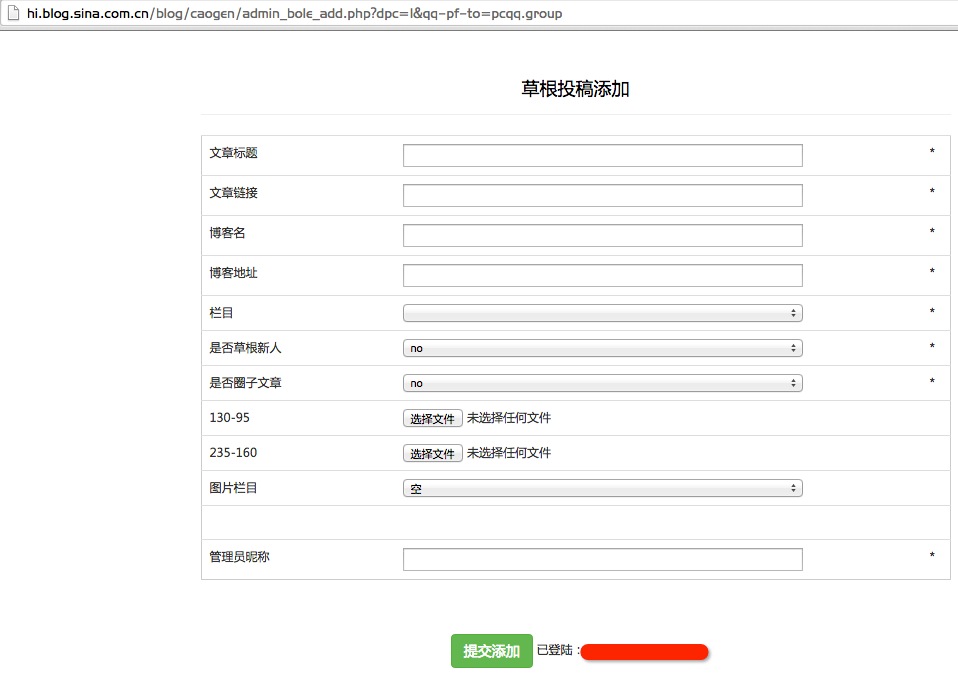 hi.blog.sina.com.cn/blog/caogen/admin_bole_add.php?dpc=1&qq-pf-to=pcqq.group
草根投稿添加
文章标题 *
文章链接 *
博客名 *
博客地址 *
栏目 *
是否草根新人 no *
是否圈子文章 no *
130-95 选择文件 未选择任何文件
235-160 选择文件 未选择任何文件
图片栏目 空
管理员昵称 *
提交添加 已登陆：